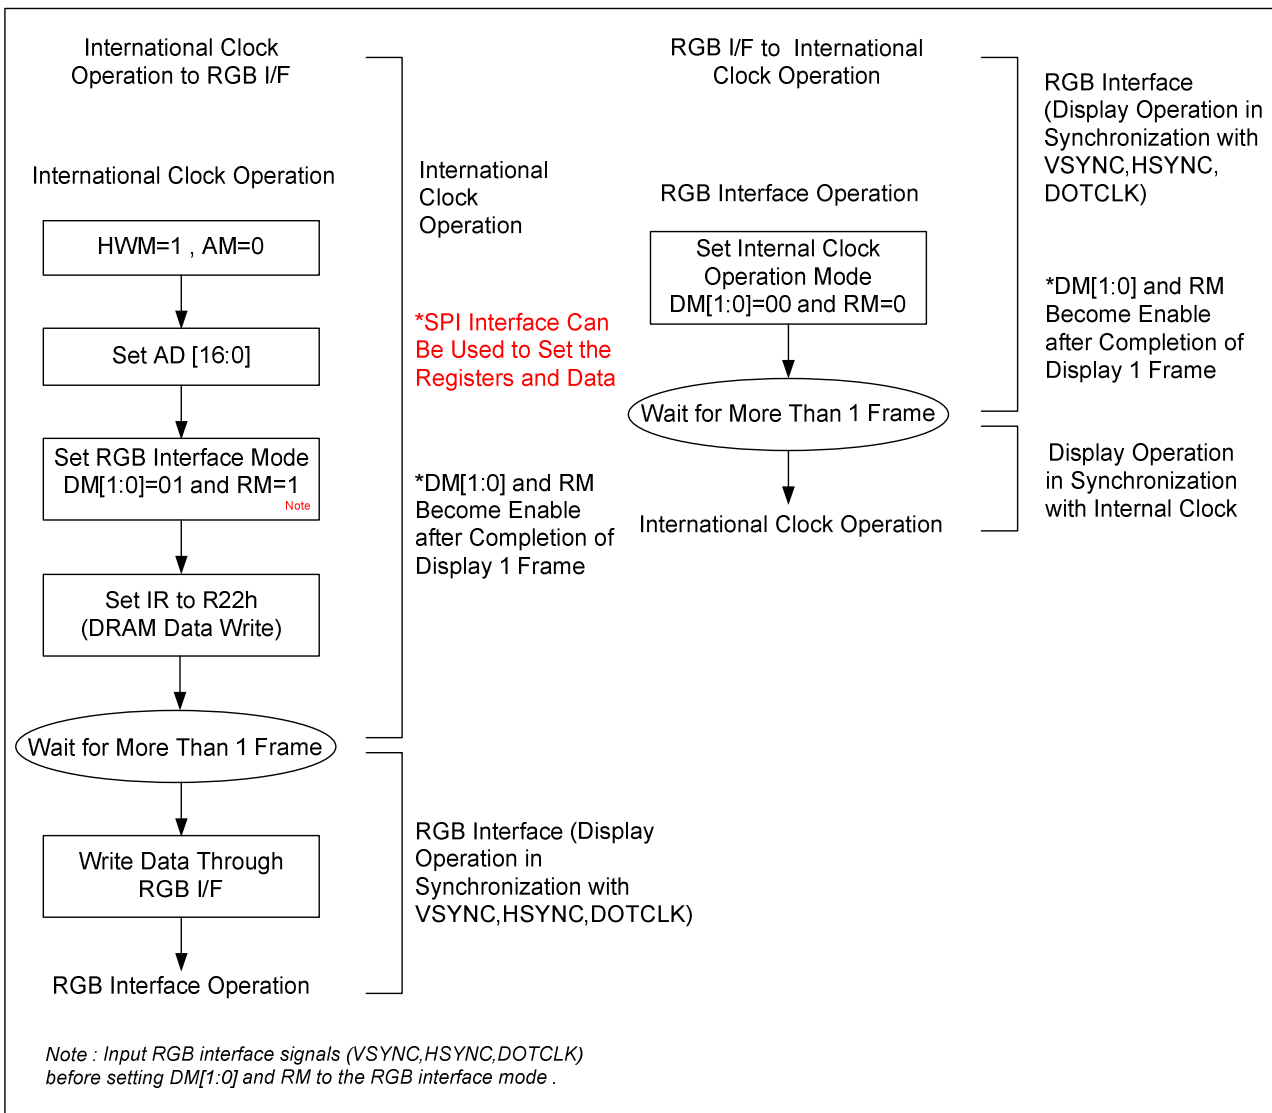 International Clock
Operation to RGB I/F
International Clock Operation
HWM=1 , AM=0
Set AD [16:0]
Set RGB Interface Mode
DM[1:0]=01 and RM=1
Note
Set IR to R22h
(DRAM Data Write)
Wait for More Than 1 Frame
Write Data Through
RGB I/F
RGB Interface Operation
International
Clock
Operation
*SPI Interface Can
Be Used to Set the
Registers and Data
*DM[1:0] and RM
Become Enable
after Completion of
Display 1 Frame
RGB Interface (Display
Operation in
Synchronization with
VSYNC,HSYNC,DOTCLK)
RGB I/F to International
Clock Operation
RGB Interface Operation
Set Internal Clock
Operation Mode
DM[1:0]=00 and RM=0
Wait for More Than 1 Frame
International Clock Operation
RGB Interface
(Display Operation in
Synchronization with
VSYNC,HSYNC,
DOTCLK)
*DM[1:0] and RM
Become Enable
after Completion of
Display 1 Frame
Display Operation
in Synchronization
with Internal Clock
Note : Input RGB interface signals (VSYNC,HSYNC,DOTCLK)
before setting DM[1:0] and RM to the RGB interface mode .